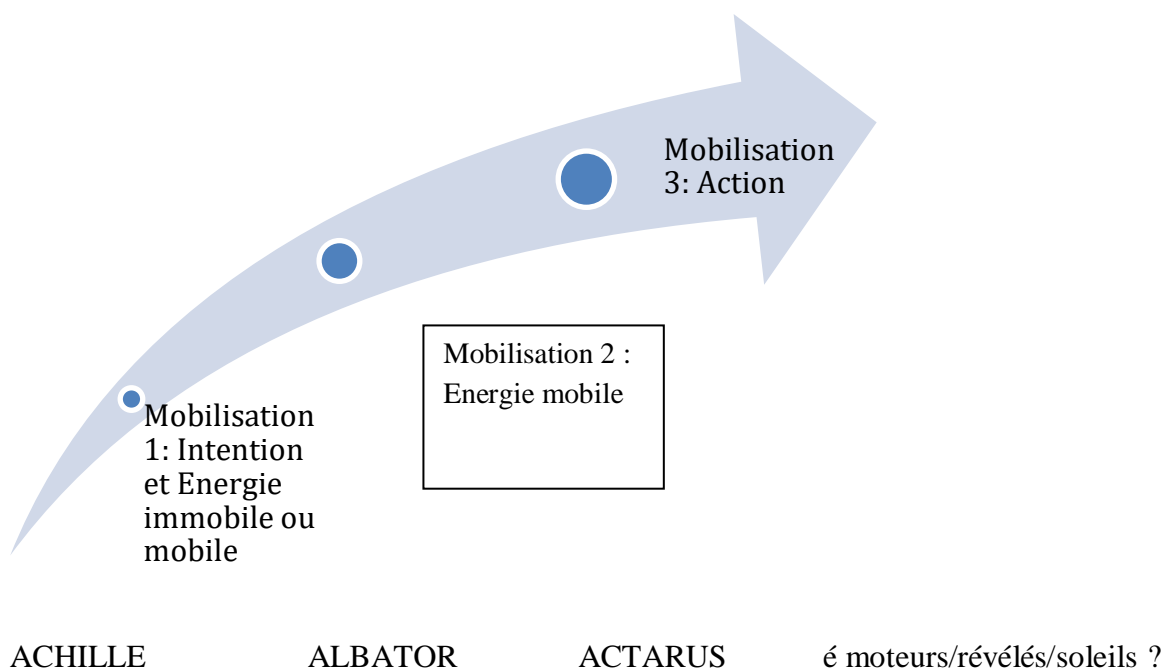 Mobilisation
3: Action
Mobilisation 2 :
Energie mobile
Mobilisation
1: Intention
et Energie
immobile ou
mobile
ACHILLE ALBATOR ACTARUS é moteurs/révélés/soleils ?